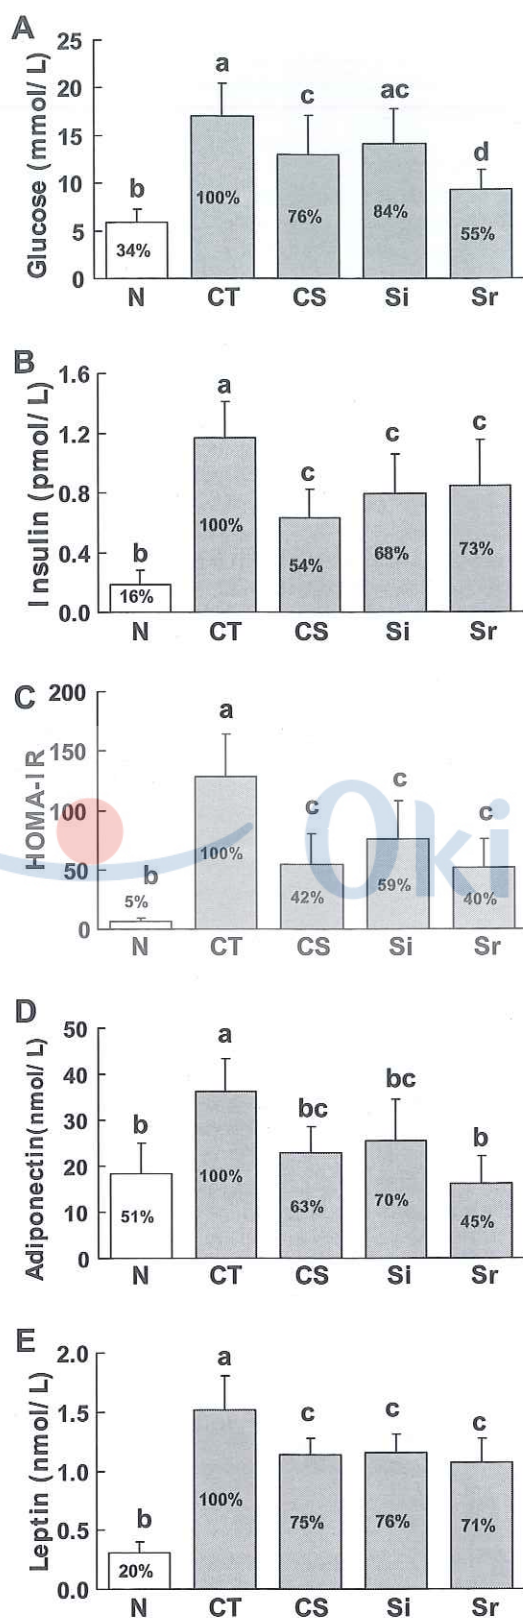 A
Glucose (mmol/ L)
25
20
15
10
5
0
a
b
c
ac
d
34%
100%
76%
84%
55%
N CT CS Si Sr
B
Insulin (pmol/ L)
1.6
1.2
0.8
0.4
0.0
a
b
c
c
c
16%
100%
54%
68%
73%
N CT CS Si Sr
C
HOMA-IR
200
150
100
50
0
a
b
c
c
c
5%
100%
42%
59%
40%
N CT CS Si Sr
Oki
D
Adiponectin(nmol/ L)
50
40
30
20
10
0
a
b
bc
bc
b
51%
100%
63%
70%
45%
N CT CS Si Sr
E
Leptin (nmol/ L)
2.0
1.5
1.0
0.5
0.0
a
b
c
c
c
20%
100%
75%
76%
71%
N CT CS Si Sr